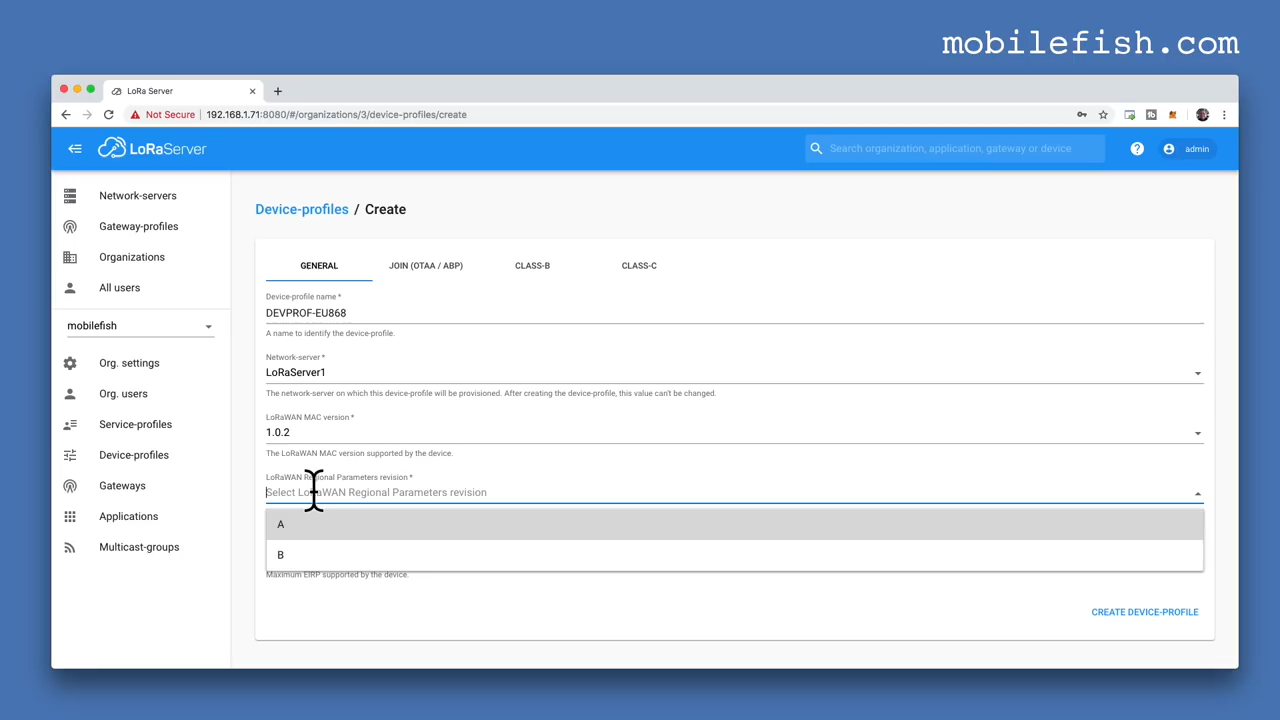 mobilefish.com
LoRa Server
Not Secure | 192.168.1.71:8080/#/organizations/3/device-profiles/create
LoRaServer
Search organization, application, gateway or device
admin
Network-servers
Gateway-profiles
Organizations
All users
mobilefish
Org. settings
Org. users
Service-profiles
Device-profiles
Gateways
Applications
Multicast-groups
Device-profiles / Create
GENERAL JOIN (OTAA / ABP) CLASS-B CLASS-C
Device-profile name *
DEVPROF-EU868
A name to identify the device-profile.
Network-server *
LoRaServer1
The network-server on which this device-profile will be provisioned. After creating the device-profile, this value can't be changed.
LoRaWAN MAC version *
1.0.2
The LoRaWAN MAC version supported by the device.
LoRaWAN Regional Parameters revision *
Select LoRaWAN Regional Parameters revision
A
B
Maximum EIRP supported by the device.
CREATE DEVICE-PROFILE